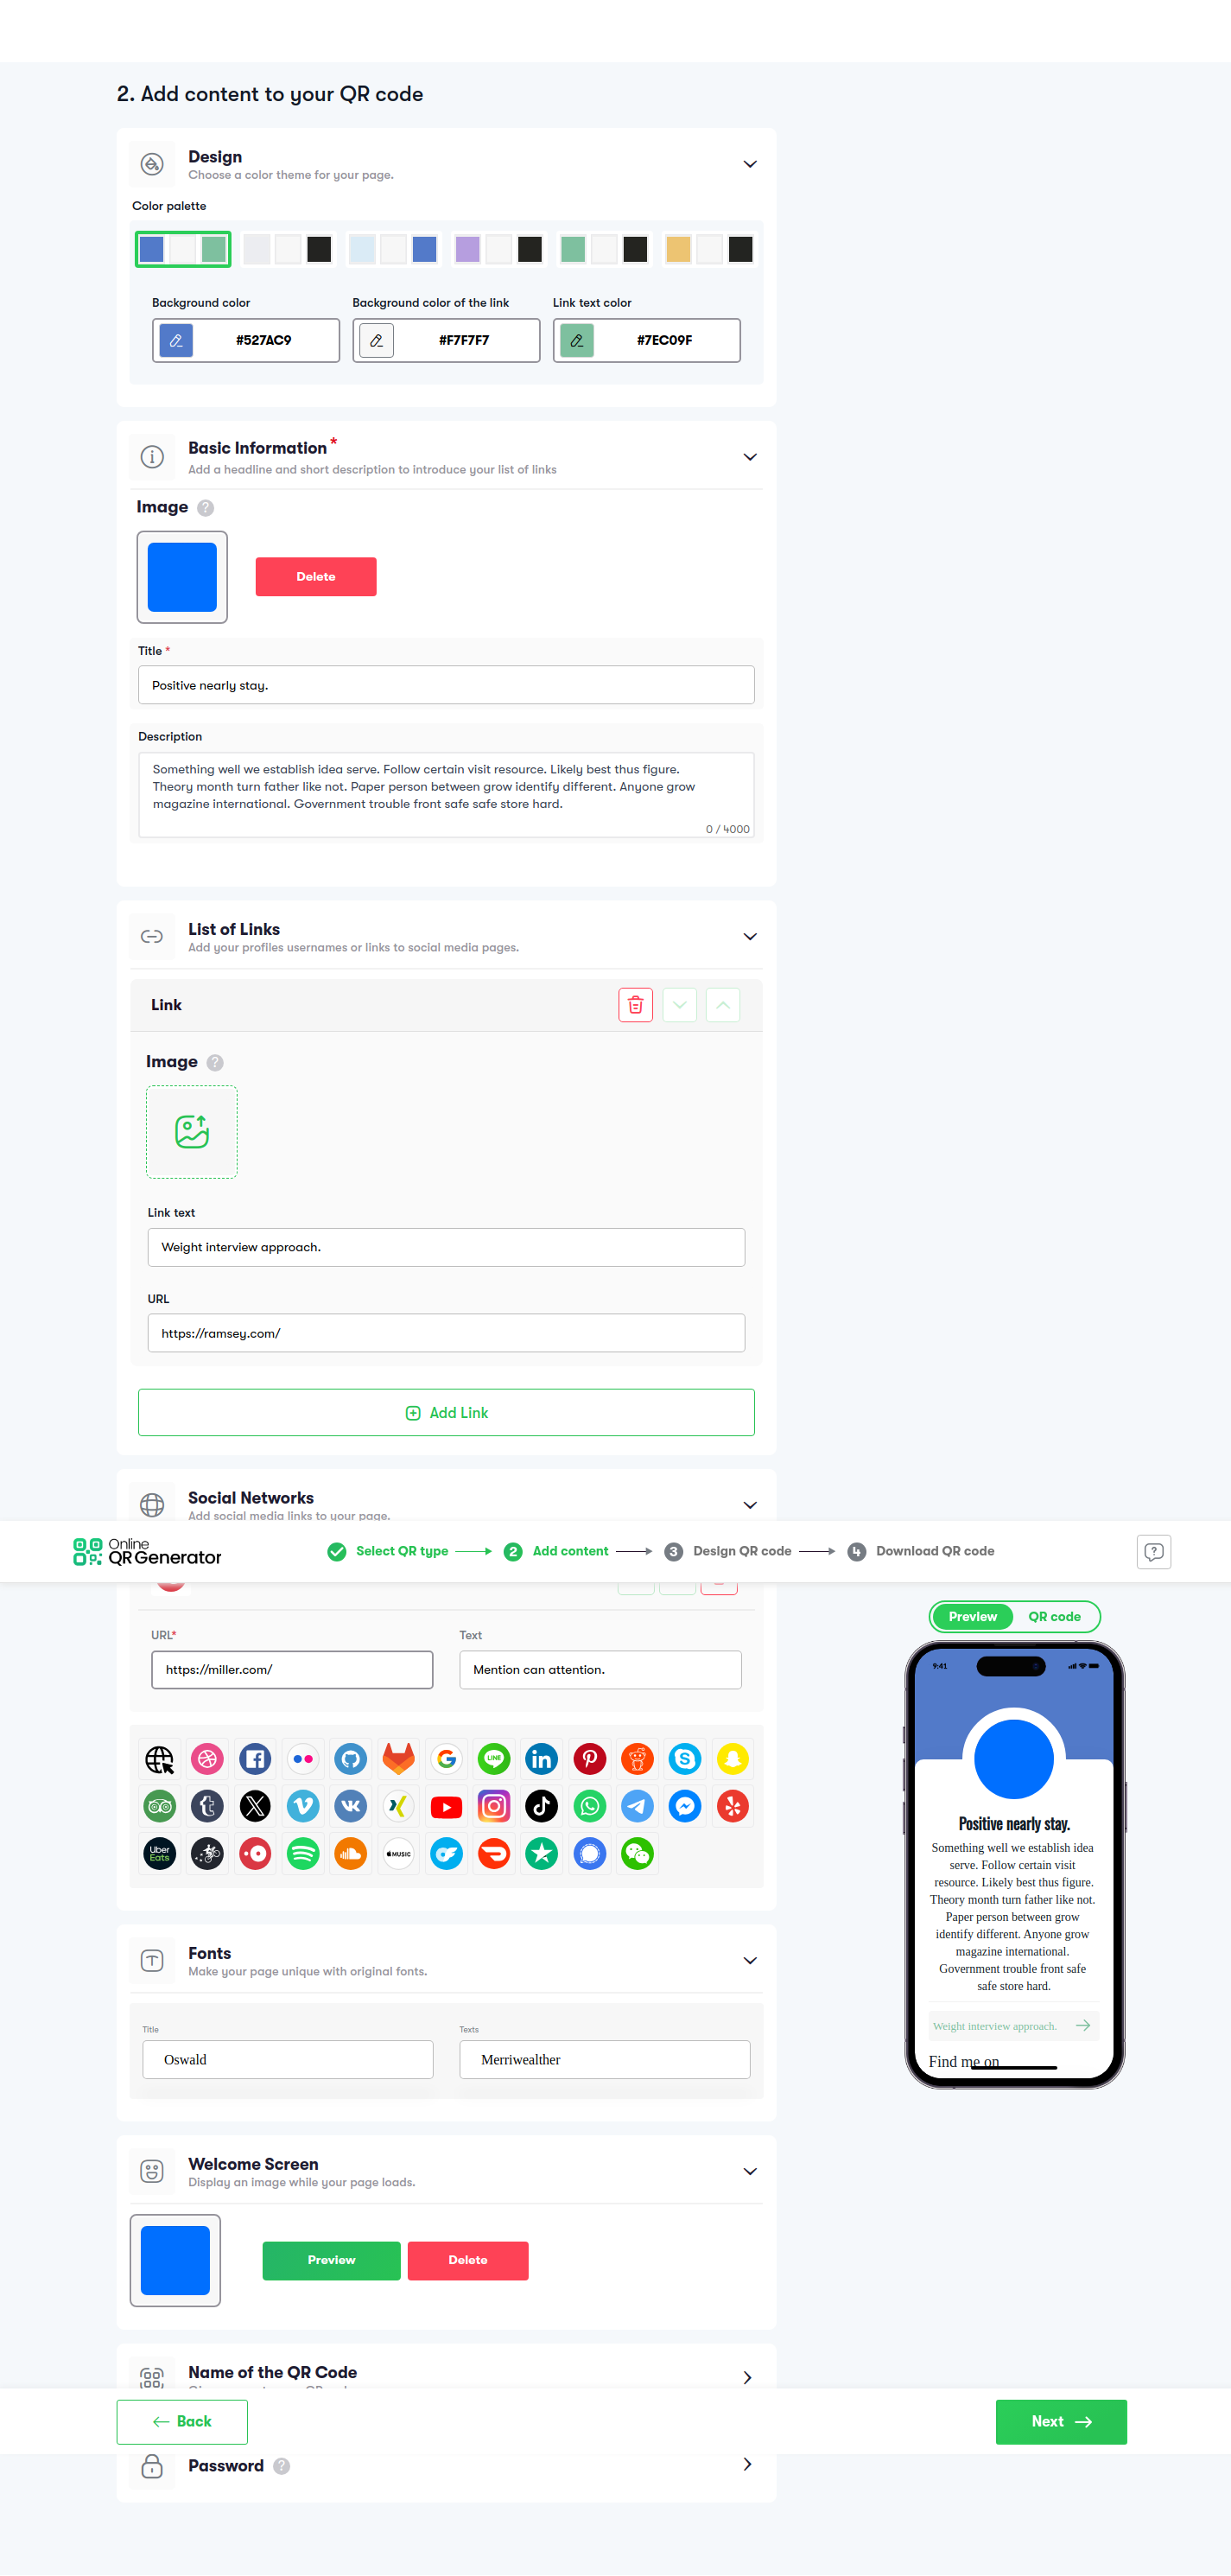 2. Add content to your QR code
Design
Choose a color theme for your page.
Color palette
Background color
Background color of the link
Link text color
#527AC9
#F7F7F7
#7EC09F
Basic Information *
Add a headline and short description to introduce your list of links
Image ?
Delete
Title *
Positive nearly stay.
Description
Something well we establish idea serve. Follow certain visit resource. Likely best thus figure.
Theory month turn father like not. Paper person between grow identify different. Anyone grow
magazine international. Government trouble front safe safe store hard.
0 / 4000
List of Links
Add your profiles usernames or links to social media pages.
Link
Image ?
Link text
Weight interview approach.
URL
https://ramsey.com/
Add Link
Social Networks
Add social media links to your page.
Online
QR Generator
Select QR type
2 Add content
3 Design QR code
4 Download QR code
?
Preview
QR code
URL*
Text
https://miller.com/
Mention can attention.
LINE
Uber
Eats
MUSIC
9:41
Positive nearly stay.
Something well we establish idea
serve. Follow certain visit
resource. Likely best thus figure.
Theory month turn father like not.
Paper person between grow
identify different. Anyone grow
magazine international.
Government trouble front safe
safe store hard.
Weight interview approach.
Find me on
Fonts
Make your page unique with original fonts.
Title
Texts
Oswald
Merriwealther
Welcome Screen
Display an image while your page loads.
Preview
Delete
Name of the QR Code
Back
Next
Password ?